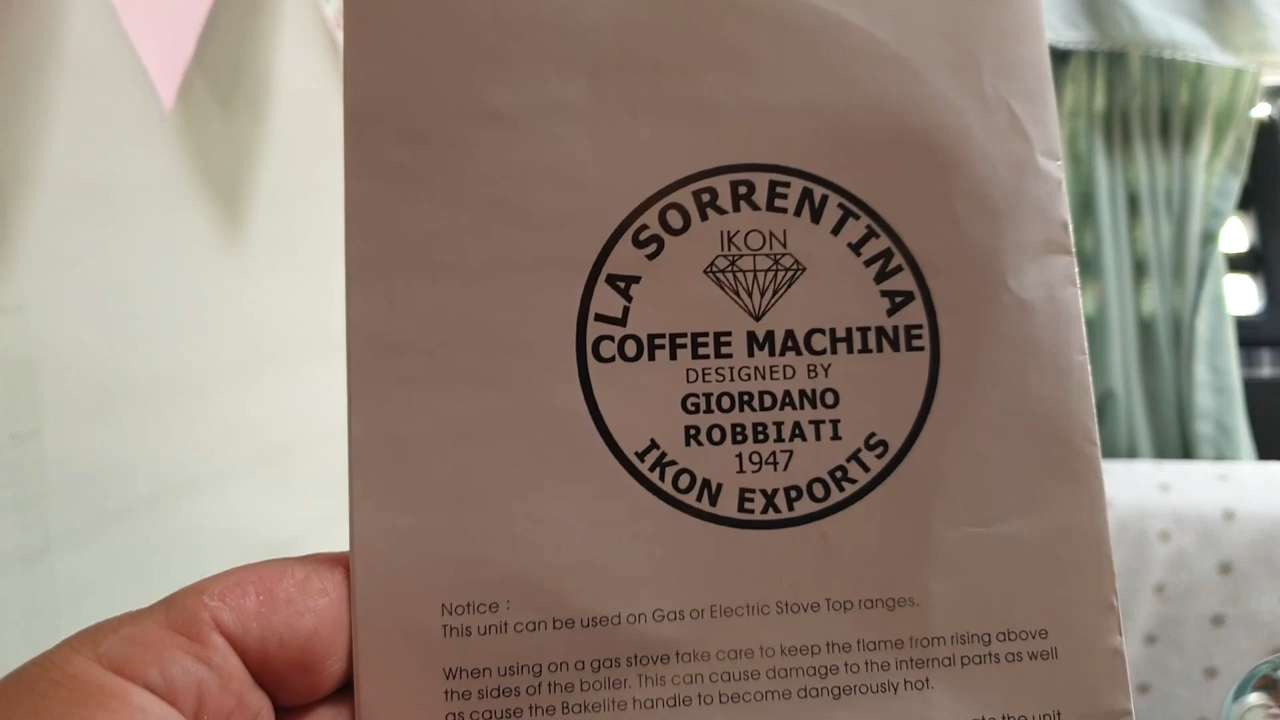 LA SORRENTINA
IKON
COFFEE MACHINE
DESIGNED BY
GIORDANO
ROBBIATI
1947
IKON EXPORTS
Notice :
This unit can be used on Gas or Electric Stove Top ranges.
When using on a gas stove take care to keep the flame from rising above
the sides of the boiler. This can cause damage to the internal parts as well
as cause the Bakelite handle to become dangerously hot.
the unit